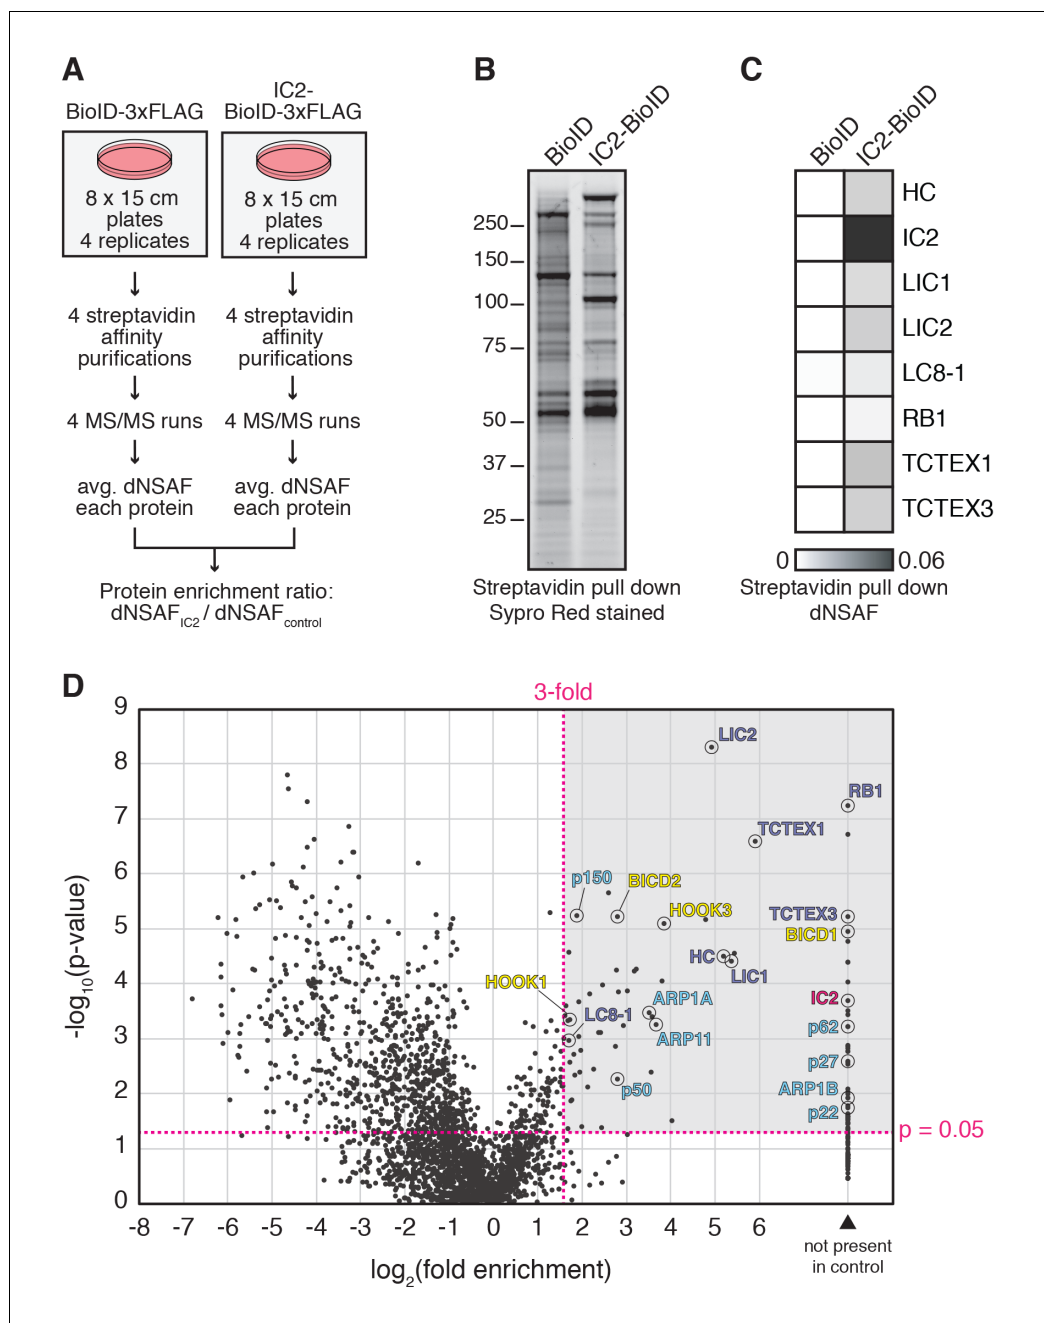 A
BioID-3xFLAG
IC2-
BioID-3xFLAG
8 x 15 cm
plates
4 replicates
8 x 15 cm
plates
4 replicates
4 streptavidin
affinity
purifications
4 streptavidin
affinity
purifications
4 MS/MS runs
4 MS/MS runs
avg. dNSAF
each protein
avg. dNSAF
each protein
Protein enrichment ratio:
dNSAFIC2 / dNSAFcontrol
B
BioID
IC2-BioID
250
150
100
75
50
37
25
Streptavidin pull down
Sypro Red stained
C
BioID
IC2-BioID
HC
IC2
LIC1
LIC2
LC8-1
RB1
TCTEX1
TCTEX3
0
0.06
Streptavidin pull down
dNSAF
D
3-fold
9
8
7
6
5
4
3
2
1
0
-log10(p-value)
LIC2
RB1
TCTEX1
p150
BICD2
HOOK3
TCTEX3
BICD1
HC
LIC1
HOOK1
LC8-1
ARP1A
ARP11
IC2
p62
p27
p50
ARP1B
p22
p = 0.05
-8 -7 -6 -5 -4 -3 -2 -1 0 1 2 3 4 5 6
not present
in control
log2(fold enrichment)